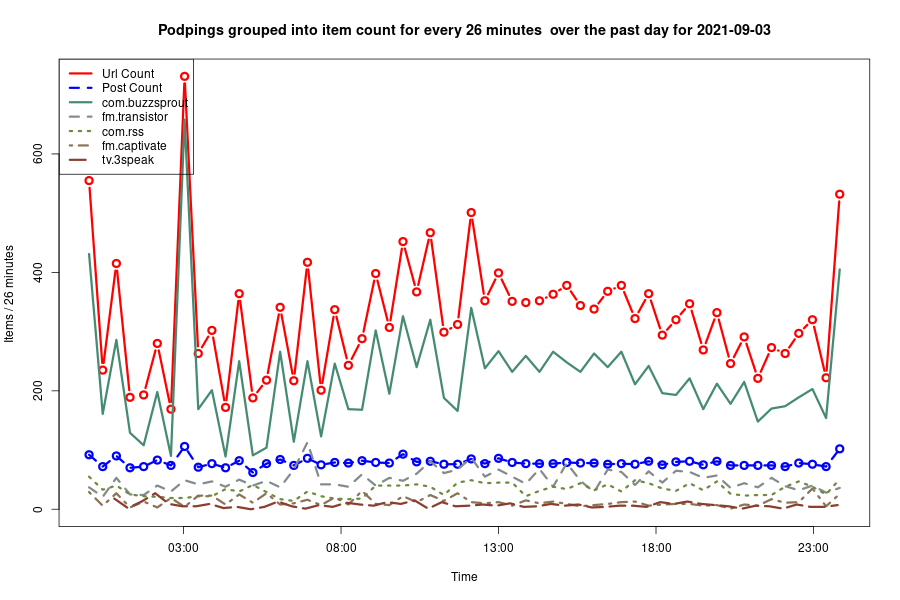 Podpings grouped into item count for every 26 minutes  over the past day for 2021-09-03
Url Count
Post Count
com.buzzsprout
fm.transistor
com.rss
fm.captivate
tv.3speak
Items / 26 minutes
600
400
200
0
03:00
08:00
13:00
18:00
23:00
Time